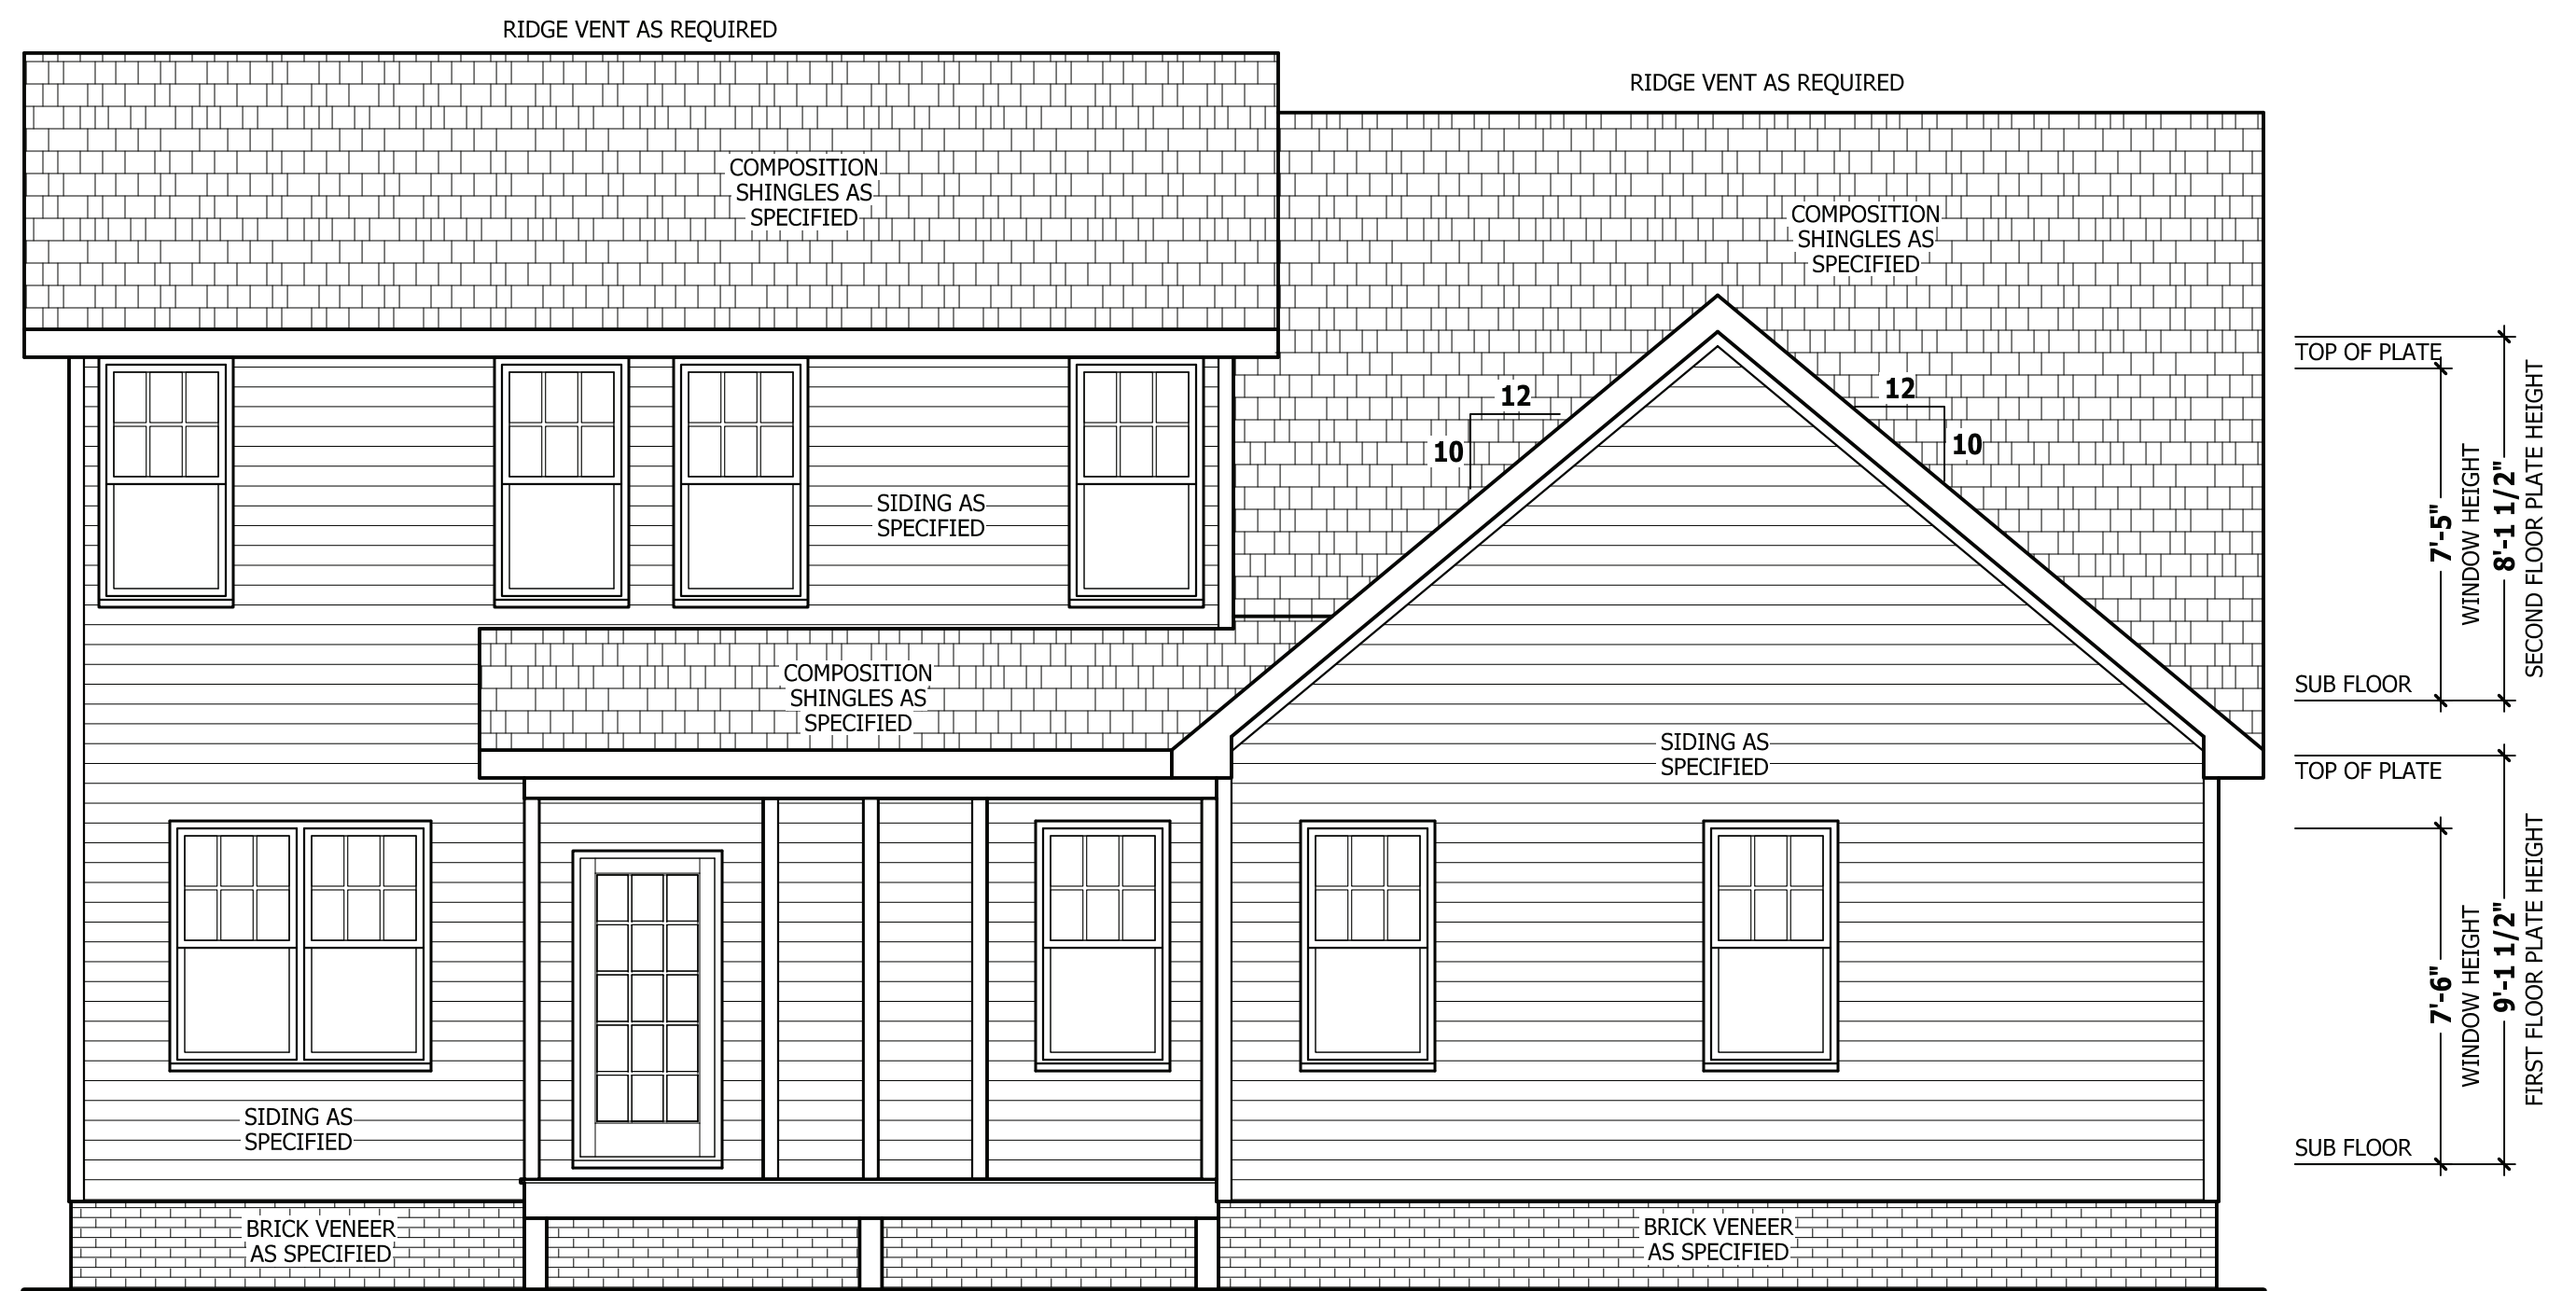 RIDGE VENT AS REQUIRED
RIDGE VENT AS REQUIRED
COMPOSITION
SHINGLES AS
SPECIFIED
COMPOSITION
SHINGLES AS
SPECIFIED
TOP OF PLATE
12
10
12
10
SIDING AS
SPECIFIED
7'-5"
WINDOW HEIGHT
8'-1 1/2"
SECOND FLOOR PLATE HEIGHT
COMPOSITION
SHINGLES AS
SPECIFIED
SUB FLOOR
SIDING AS
SPECIFIED
TOP OF PLATE
7'-6"
WINDOW HEIGHT
9'-1 1/2"
FIRST FLOOR PLATE HEIGHT
SIDING AS
SPECIFIED
SUB FLOOR
BRICK VENEER
AS SPECIFIED
BRICK VENEER
AS SPECIFIED